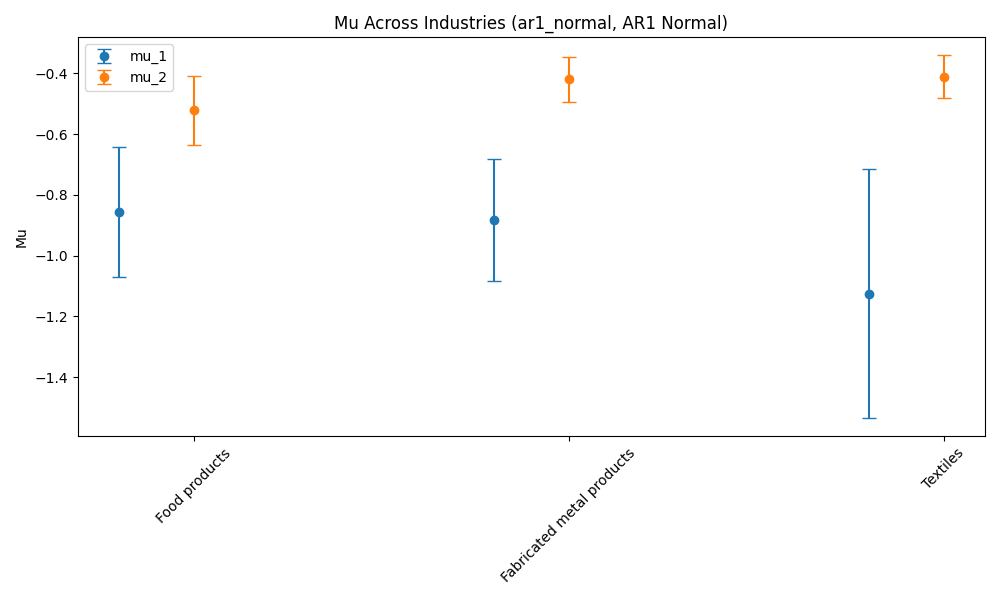 Mu Across Industries (ar1_normal, AR1 Normal)
mu_1
mu_2
Mu
−0.4
−0.6
−0.8
−1.0
−1.2
−1.4
Food products
Fabricated metal products
Textiles